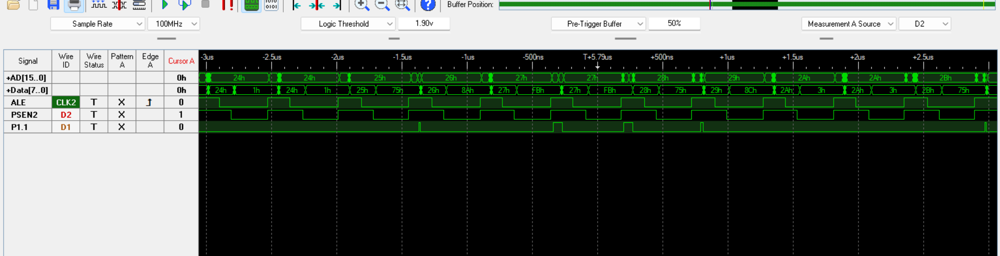 1010
0101
Buffer Position:
Sample Rate 100MHz Logic Threshold 1.90v Pre-Trigger Buffer 50% Measurement A Source D2
Signal Wire ID Wire Status Pattern A Edge A Cursor A -3us -2.5us -2us -1.5us -1us -500ns T+5.79us +500ns +1us +1.5us +2us +2.5us
+AD[15..0] 0h 24h 24h 25h 26h 27h 27h 28h 29h 2Ah 2Ah 2Bh
+Data[7..0] 0h 24h 1h 24h 1h 25h 75h 26h 8Ah 27h FBh 27h FBh 28h 75h 29h 8Ch 2Ah 3h 2Ah 3h 2Bh 75h
ALE CLK2 T X 0
PSEN2 D2 T X 1
P1.1 D1 T X 0